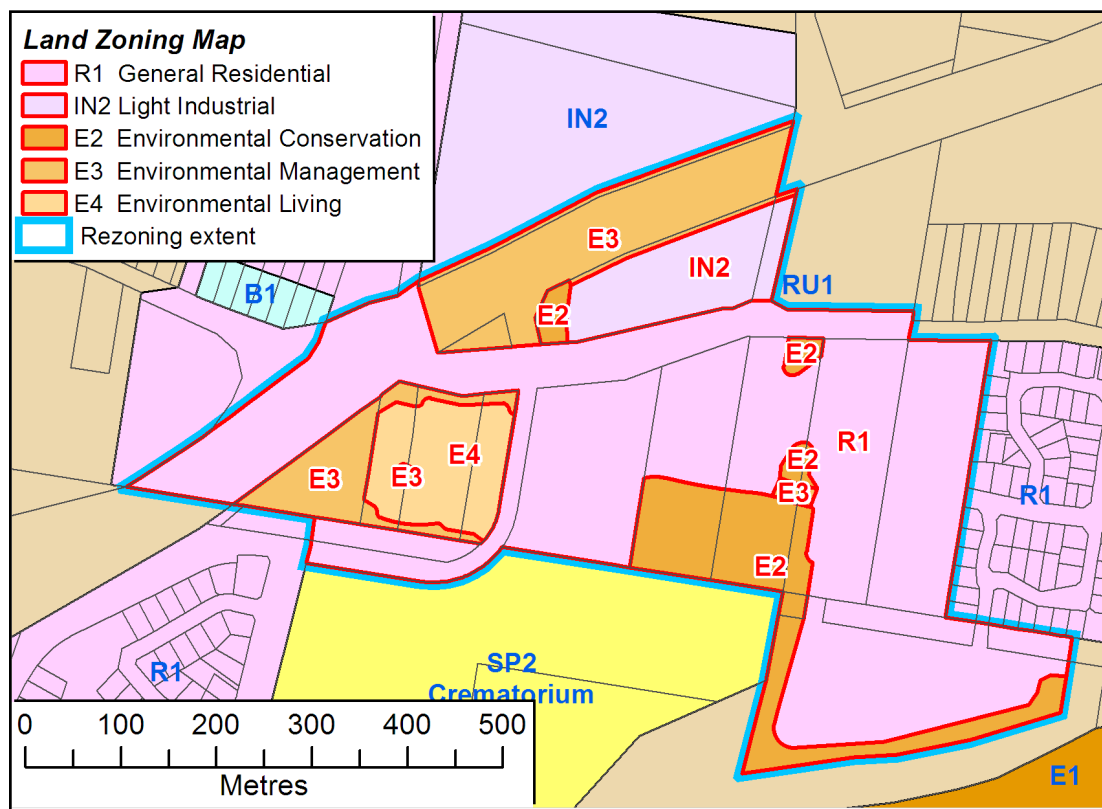 Land Zoning Map
R1 General Residential
IN2 Light Industrial
E2 Environmental Conservation
E3 Environmental Management
E4 Environmental Living
Rezoning extent
IN2
E3
IN2
RU1
B1
E2
E2
R1
E4
E2
E3
E3
E3
R1
E2
SP2
Crematorium
R1
E1
0 100 200 300 400 500
Metres